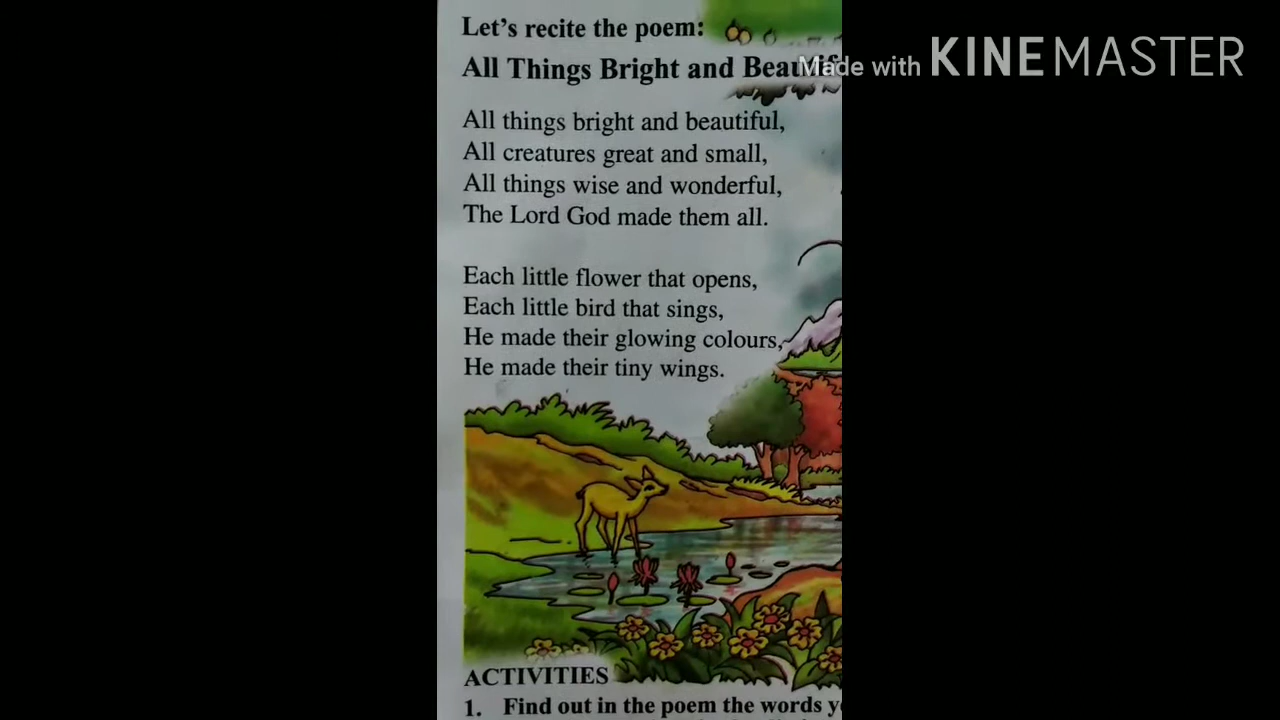 Let's recite the poem:
Made with KINEMASTER
All Things Bright and
All things bright and beautiful,
All creatures great and small,
All things wise and wonderful,
The Lord God made them all.
Each little flower that opens,
Each little bird that sings,
He made their glowing colours,
He made their tiny wings.
ACTIVITIES
1. Find out in the poem the words